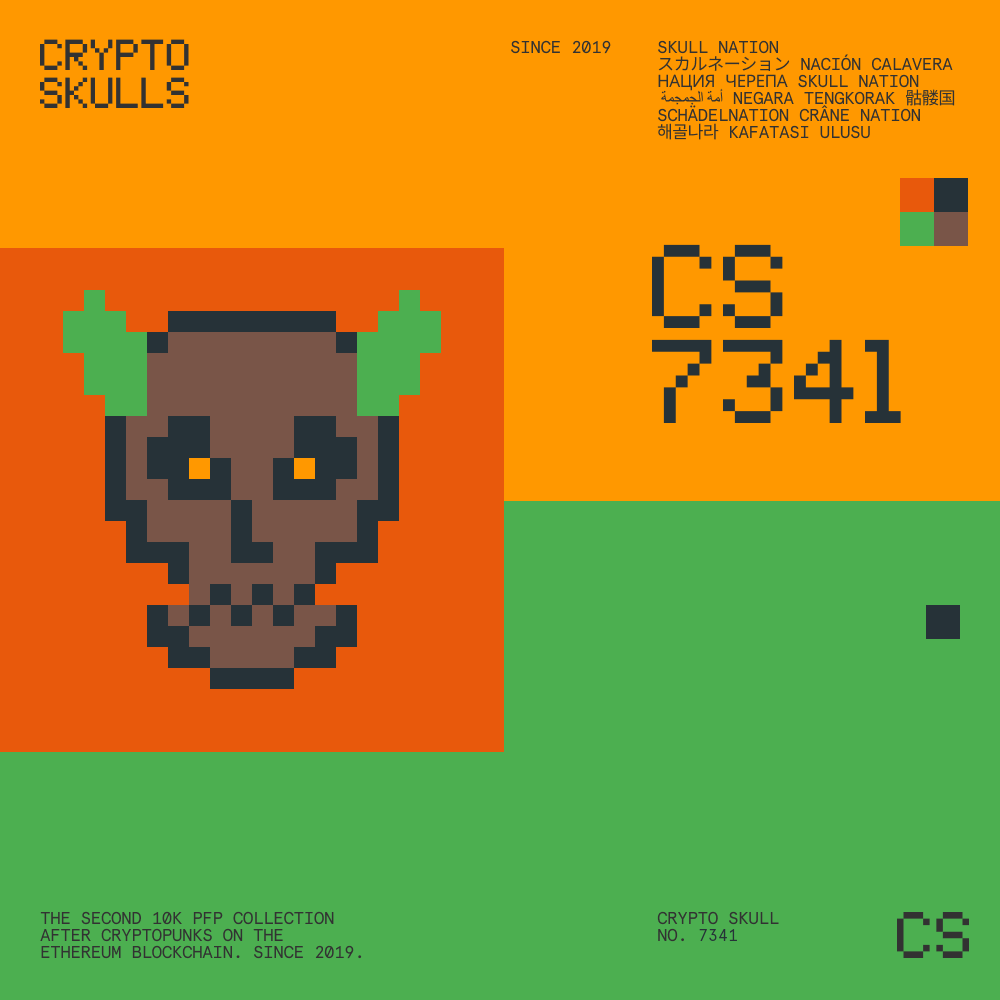 CRYPTO
SKULLS
SINCE 2019
SKULL NATION
スカルネーション NACIÓN CALAVERA
НАЦИЯ ЧЕРЕПА SKULL NATION
أمة الجمجمة NEGARA TENGKORAK 骷髅国
SCHÄDELNATION CRÂNE NATION
해골나라 KAFATASI ULUSU
CS
7341
THE SECOND 10K PFP COLLECTION
AFTER CRYPTOPUNKS ON THE
ETHEREUM BLOCKCHAIN. SINCE 2019.
CRYPTO SKULL
NO. 7341
CS